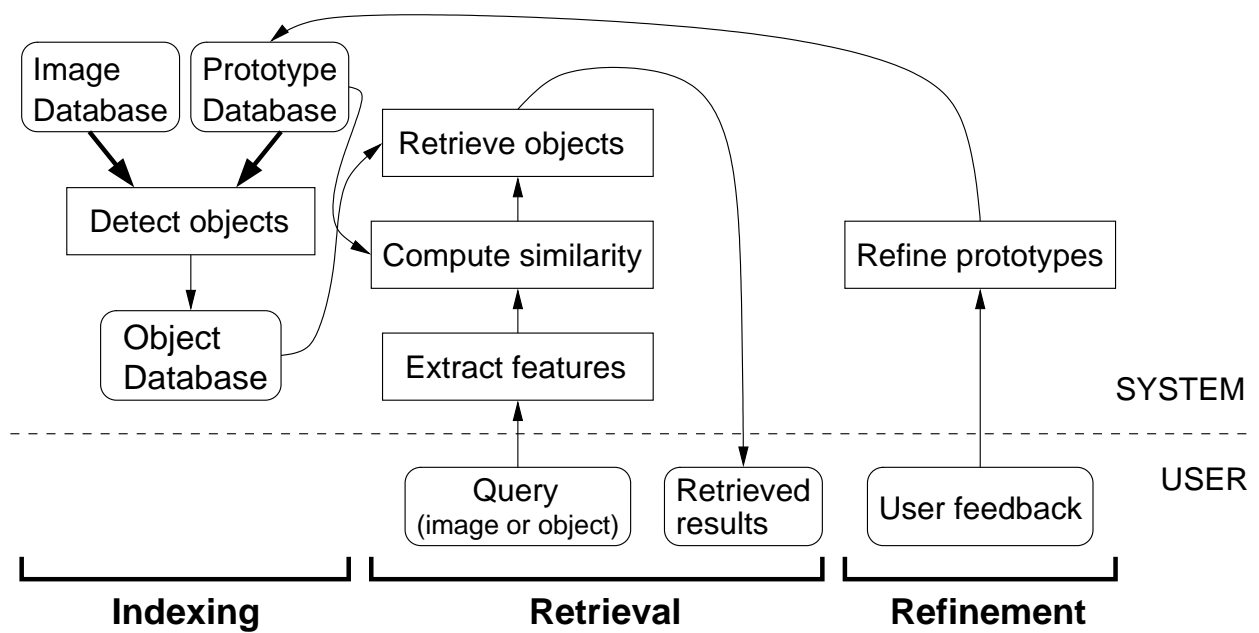 Image
Database
Prototype
Database
Retrieve objects
Detect objects
Compute similarity
Refine prototypes
Object
Database
Extract features
SYSTEM
USER
Query
(image or object)
Retrieved
results
User feedback
Indexing
Retrieval
Refinement